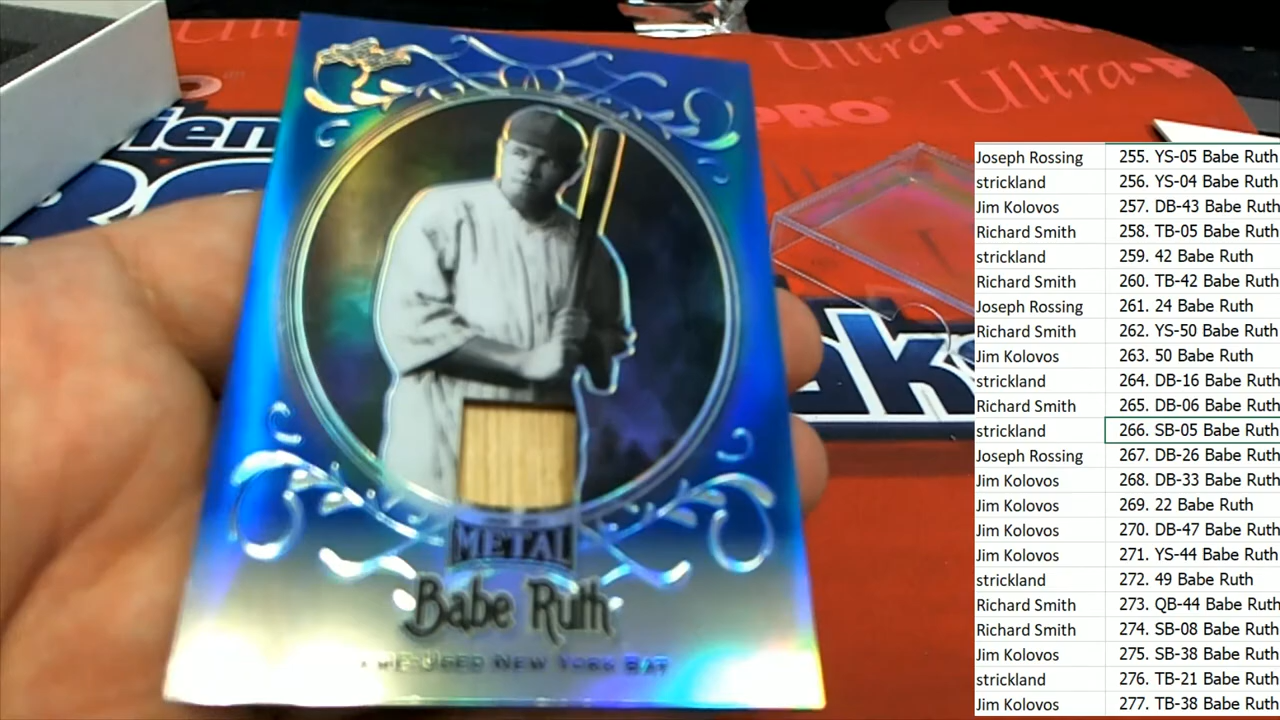 Ultra•PRO
Ultra•P
PRO
PRO
ien
ak
METAL
Babe Ruth
New York Bat
Joseph Rossing 255. YS-05 Babe Ruth
strickland 256. YS-04 Babe Ruth
Jim Kolovos 257. DB-43 Babe Ruth
Richard Smith 258. TB-05 Babe Ruth
strickland 259. 42 Babe Ruth
Richard Smith 260. TB-42 Babe Ruth
Joseph Rossing 261. 24 Babe Ruth
Richard Smith 262. YS-50 Babe Ruth
Jim Kolovos 263. 50 Babe Ruth
strickland 264. DB-16 Babe Ruth
Richard Smith 265. DB-06 Babe Ruth
strickland 266. SB-05 Babe Ruth
Joseph Rossing 267. DB-26 Babe Ruth
Jim Kolovos 268. DB-33 Babe Ruth
Jim Kolovos 269. 22 Babe Ruth
Jim Kolovos 270. DB-47 Babe Ruth
Jim Kolovos 271. YS-44 Babe Ruth
strickland 272. 49 Babe Ruth
Richard Smith 273. QB-44 Babe Ruth
Richard Smith 274. SB-08 Babe Ruth
Jim Kolovos 275. SB-38 Babe Ruth
strickland 276. TB-21 Babe Ruth
Jim Kolovos 277. TB-38 Babe Ruth